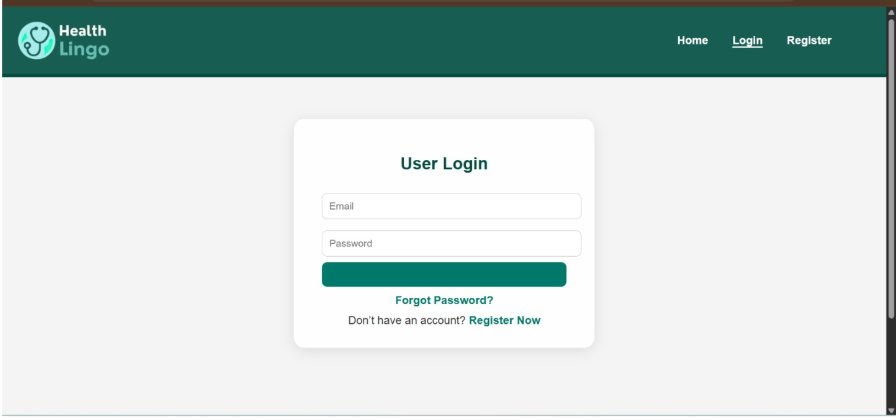 Health
Lingo
Home Login Register
User Login
Email
Password
Forgot Password?
Don't have an account? Register Now